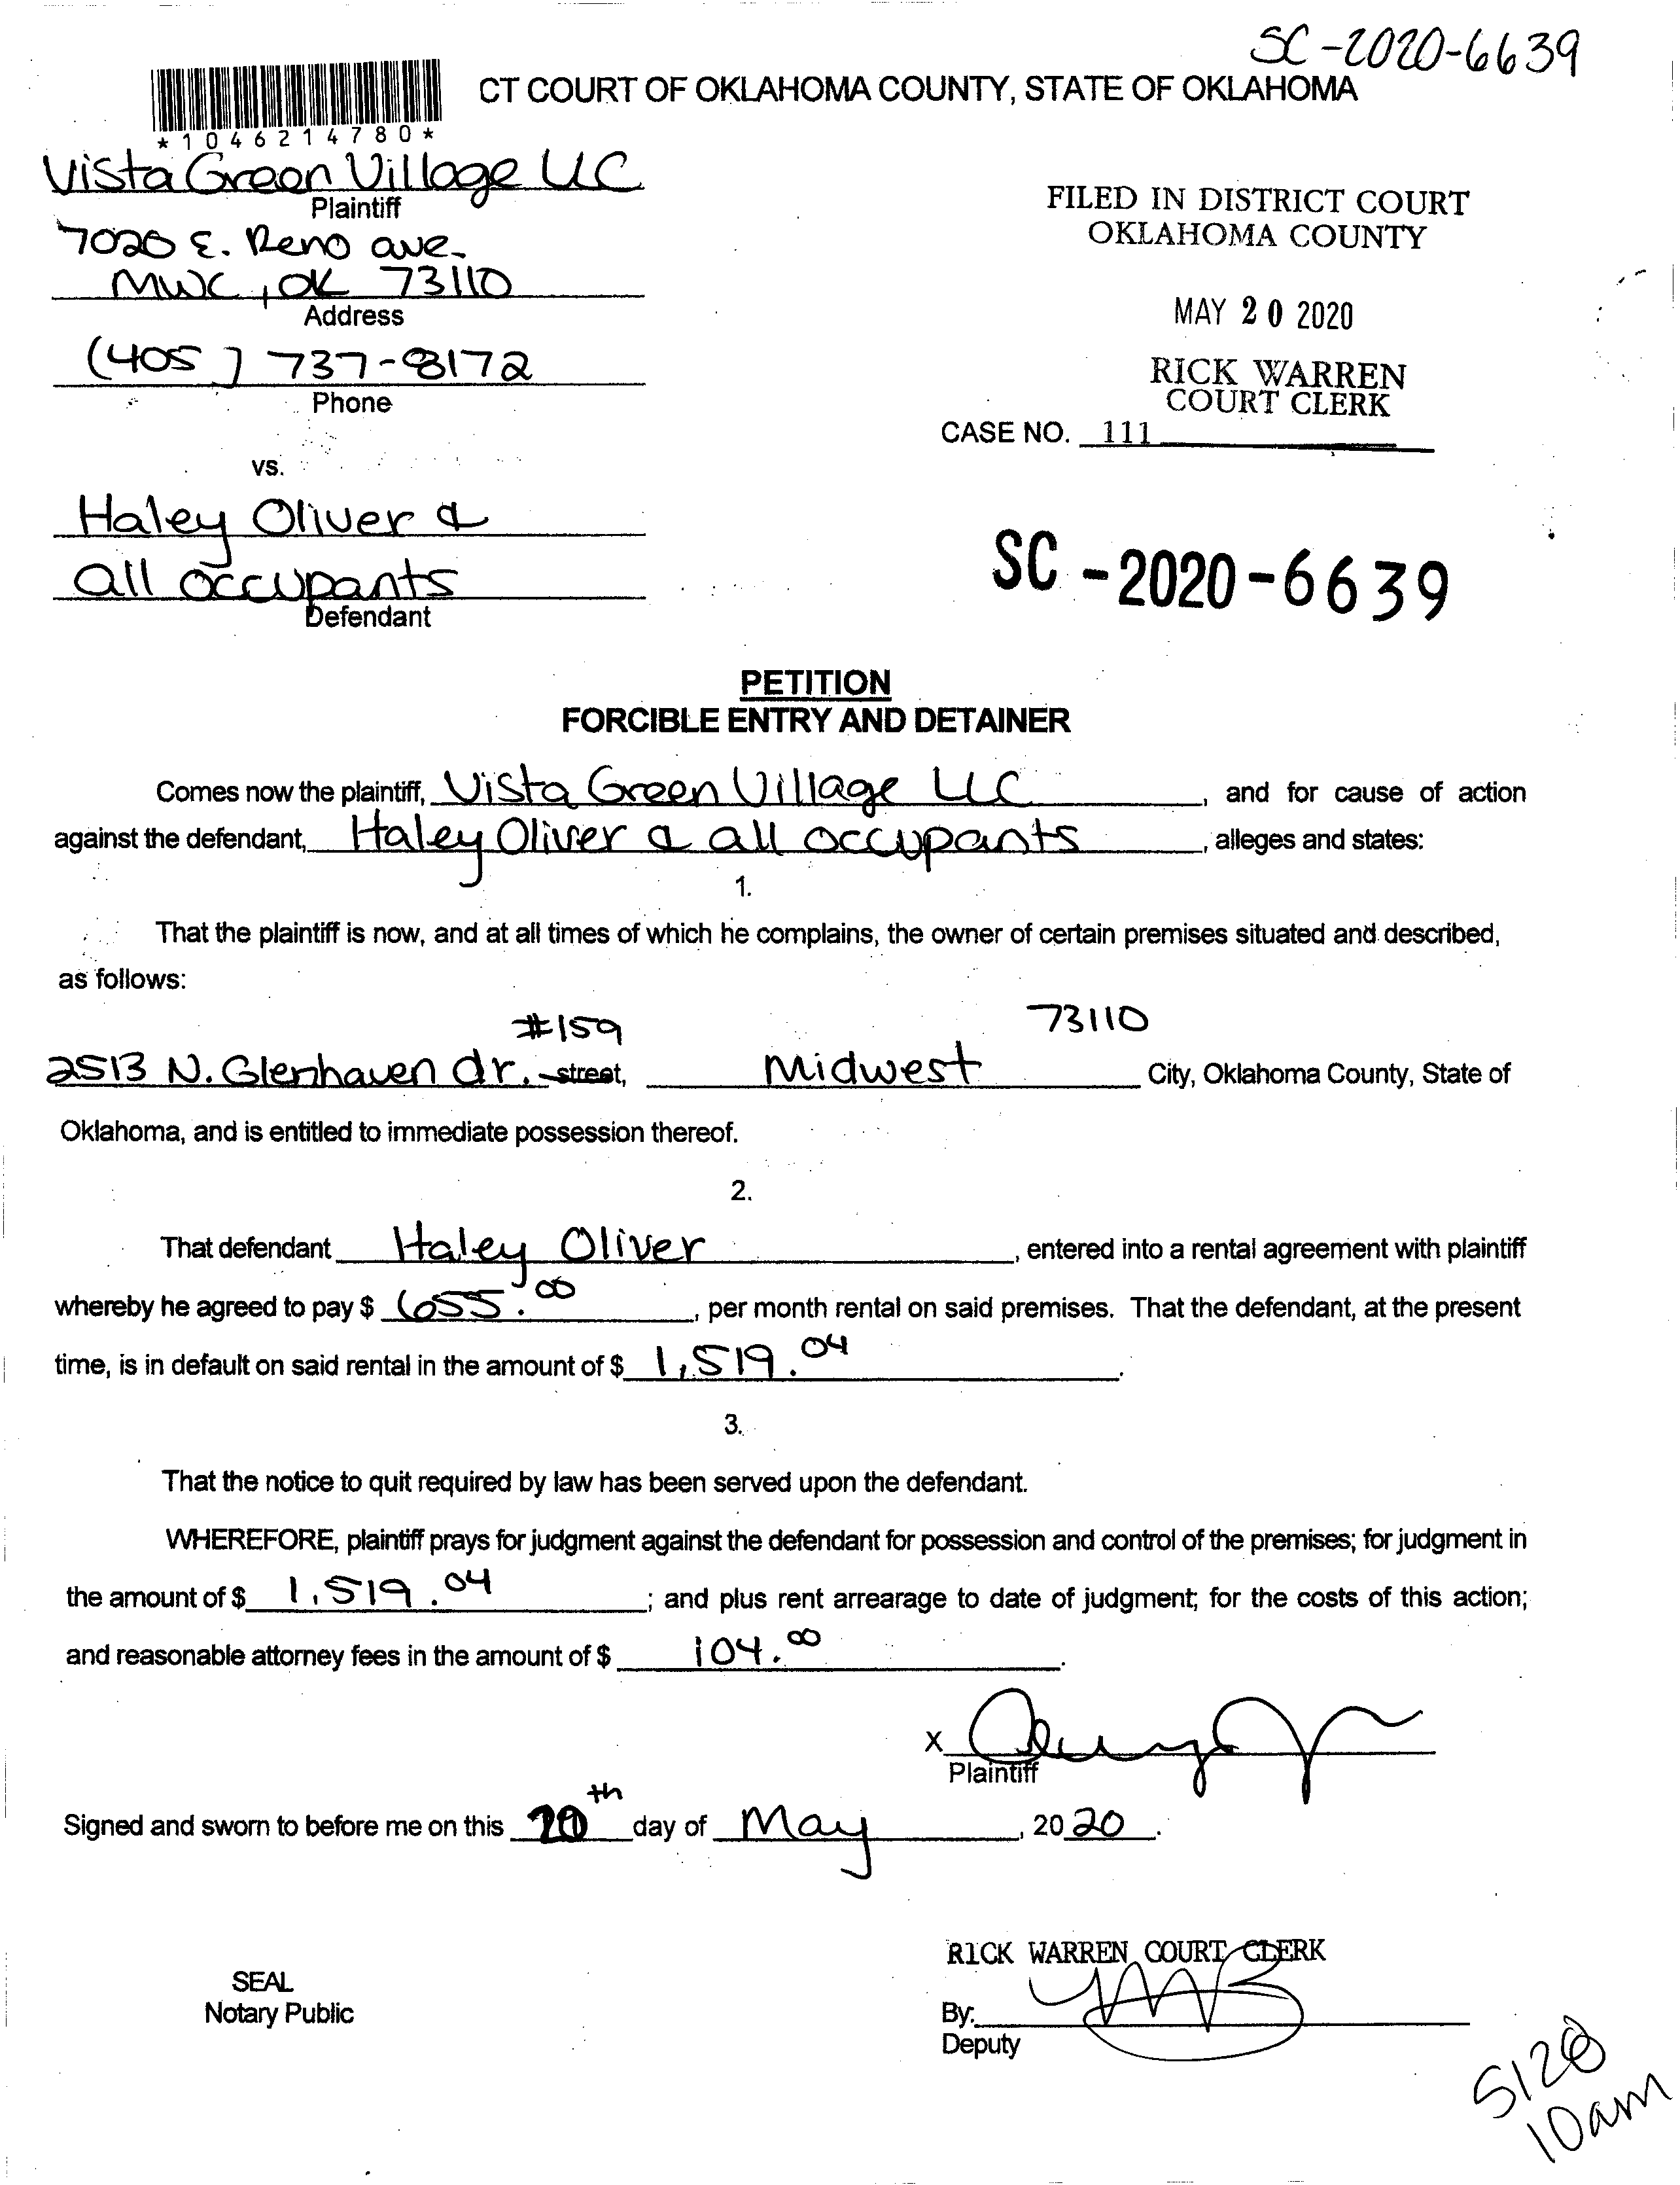 SC-2020-6639
CT COURT OF OKLAHOMA COUNTY, STATE OF OKLAHOMA
*1046214780*
Vista Green Village LLC
Plaintiff
7020 E. Reno ave.
MWC, OK 73110
Address
(405) 737-8172
Phone
FILED IN DISTRICT COURT
OKLAHOMA COUNTY
MAY 20 2020
RICK WARREN
COURT CLERK
CASE NO. 111
vs.
Haley Oliver &
all occupants
Defendant
SC-2020-6639
PETITION
FORCIBLE ENTRY AND DETAINER
Comes now the plaintiff, Vista Green Village LLC, and for cause of action
against the defendant, Haley Oliver & all occupants, alleges and states:
1.
That the plaintiff is now, and at all times of which he complains, the owner of certain premises situated and described,
as follows:
#159 73110
2513 N. Glenhaven dr. street, Midwest City, Oklahoma County, State of
Oklahoma, and is entitled to immediate possession thereof.
2.
That defendant Haley Oliver, entered into a rental agreement with plaintiff
whereby he agreed to pay $ 655.00, per month rental on said premises. That the defendant, at the present
time, is in default on said rental in the amount of $ 1,519.04.
3.
That the notice to quit required by law has been served upon the defendant.
WHEREFORE, plaintiff prays for judgment against the defendant for possession and control of the premises; for judgment in
the amount of $ 1,519.04; and plus rent arrearage to date of judgment; for the costs of this action;
and reasonable attorney fees in the amount of $ 104.00.
X
Plaintiff
Signed and sworn to before me on this 20th day of May, 2020.
RICK WARREN COURT CLERK
SEAL
Notary Public
By:
Deputy
10am